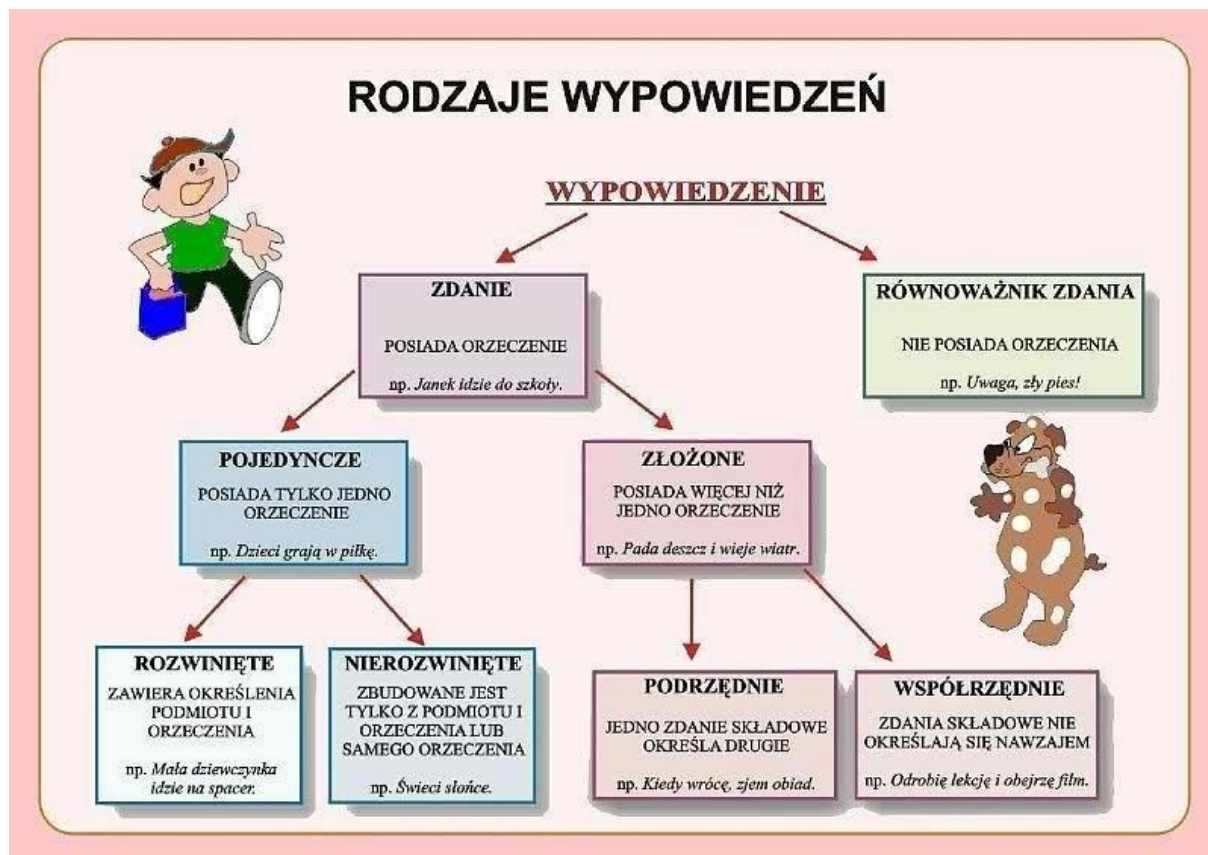 RODZAJE WYPOWIEDZEŃ
WYPOWIEDZENIE
ZDANIE
POSIADA ORZECZENIE
np. Janek idzie do szkoły.
RÓWNOWAŻNIK ZDANIA
NIE POSIADA ORZECZENIA
np. Uwaga, zły pies!
POJEDYNCZE
POSIADA TYLKO JEDNO
ORZECZENIE
np. Dzieci grają w piłkę.
ZŁOŻONE
POSIADA WIĘCEJ NIŻ
JEDNO ORZECZENIE
np. Pada deszcz i wieje wiatr.
ROZWINIĘTE
ZAWIERA OKREŚLENIA
PODMIOTU I
ORZECZENIA
np. Mała dziewczynka
idzie na spacer.
NIEROZWINIĘTE
ZBUDOWANE JEST
TYLKO Z PODMIOTU I
ORZECZENIA LUB
SAMEGO ORZECZENIA
np. Świeci słońce.
PODRZĘDNIE
JEDNO ZDANIE SKŁADOWE
OKREŚLA DRUGIE
np. Kiedy wrócę, zjem obiad.
WSPÓŁRZĘDNIE
ZDANIA SKŁADOWE NIE
OKREŚLAJĄ SIĘ NAWZAJEM
np. Odrobię lekcję i obejrzę film.